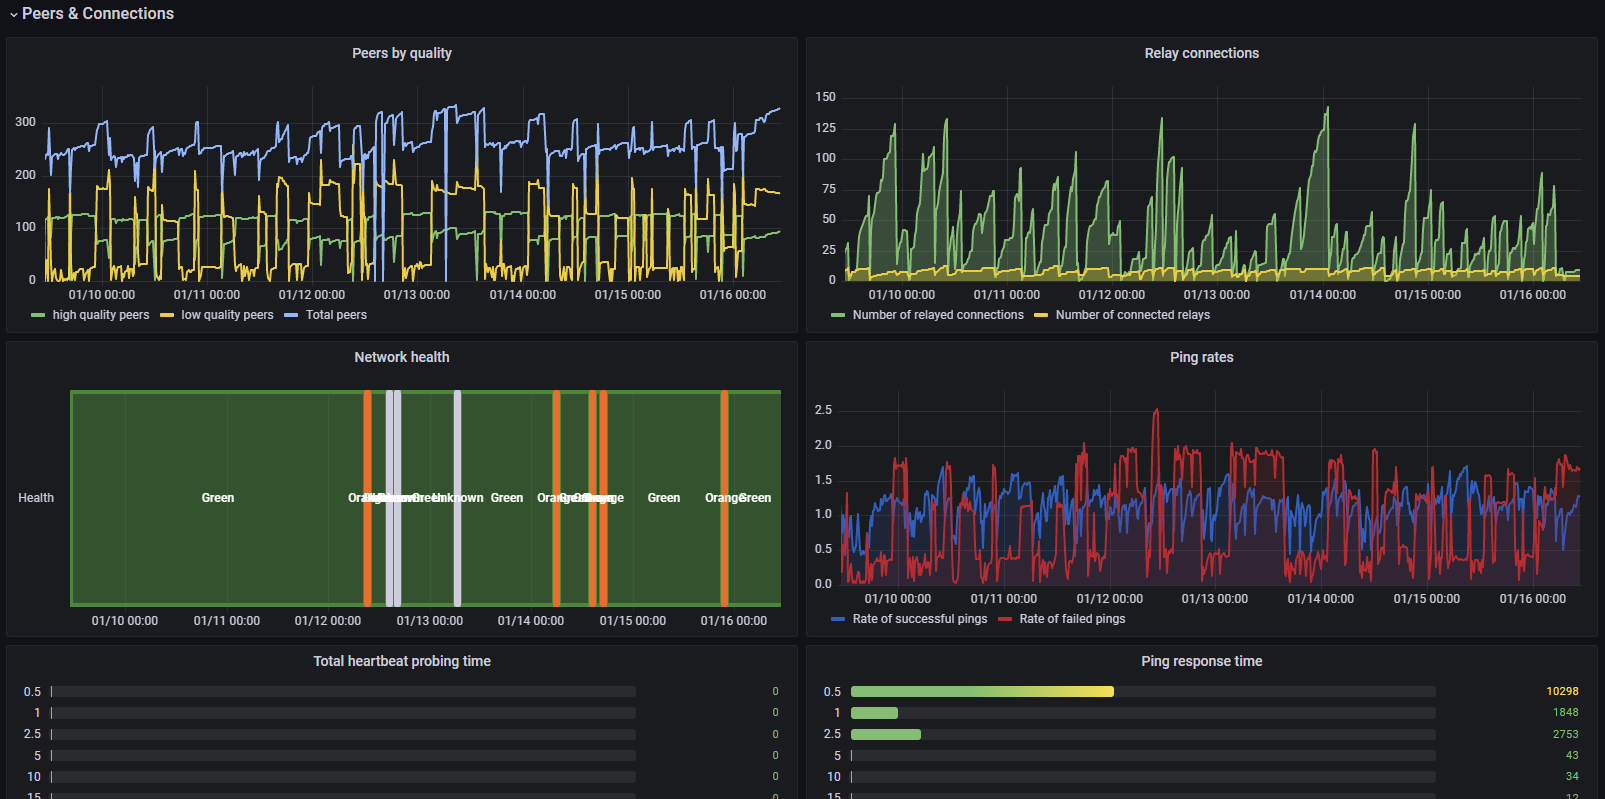 Peers & Connections
Peers by quality
300
200
100
0
01/10 00:00 01/11 00:00 01/12 00:00 01/13 00:00 01/14 00:00 01/15 00:00 01/16 00:00
high quality peers low quality peers Total peers
Relay connections
150
125
100
75
50
25
0
01/10 00:00 01/11 00:00 01/12 00:00 01/13 00:00 01/14 00:00 01/15 00:00 01/16 00:00
Number of relayed connections Number of connected relays
Network health
Health Green Green Unknown Green Green Orange Green
01/10 00:00 01/11 00:00 01/12 00:00 01/13 00:00 01/14 00:00 01/15 00:00 01/16 00:00
Ping rates
2.5
2.0
1.5
1.0
0.5
0.0
01/10 00:00 01/11 00:00 01/12 00:00 01/13 00:00 01/14 00:00 01/15 00:00 01/16 00:00
Rate of successful pings Rate of failed pings
Total heartbeat probing time
0.5 0
1 0
2.5 0
5 0
10 0
15 0
Ping response time
0.5 10298
1 1848
2.5 2753
5 43
10 34
15 12